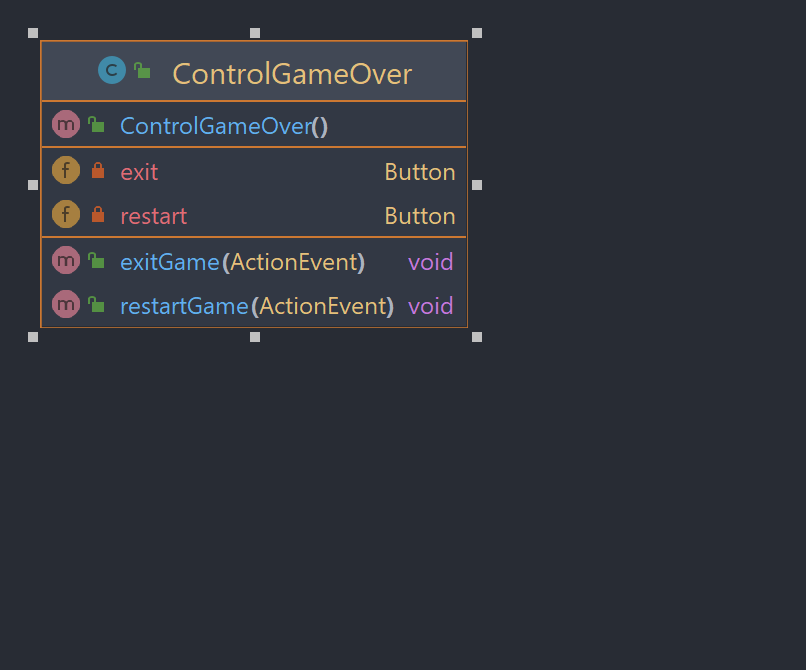 C ControlGameOver
m ControlGameOver()
f exit Button
f restart Button
m exitGame(ActionEvent) void
m restartGame(ActionEvent) void